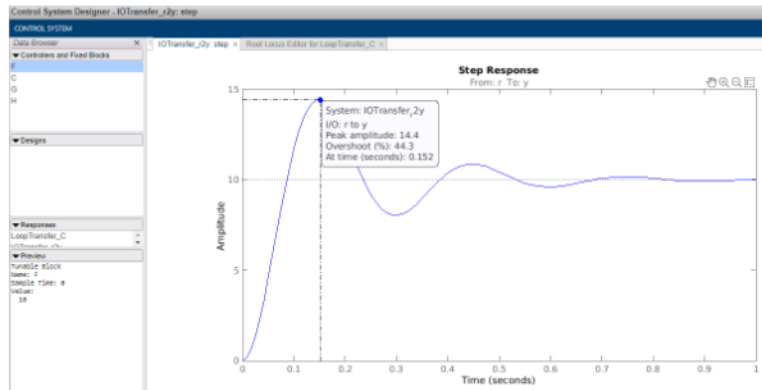 Control System Designer - IOTransfer_r2y: step
CONTROL SYSTEM
Data Browser
IOTransfer_r2y: step × Root Locus Editor for LoopTransfer_C ×
Controllers and Fixed Blocks
F
C
G
H
Designs
Responses
LoopTransfer_C
IOTransfer_r2y
Preview
Tunable Block
Name: F
Sample Time: 0
Value:
10
Step Response
From: r To: y
15
10
5
0
Amplitude
System: IOTransfer_r2y
I/O: r to y
Peak amplitude: 14.4
Overshoot (%): 44.3
At time (seconds): 0.152
0 0.1 0.2 0.3 0.4 0.5 0.6 0.7 0.8 0.9 1
Time (seconds)